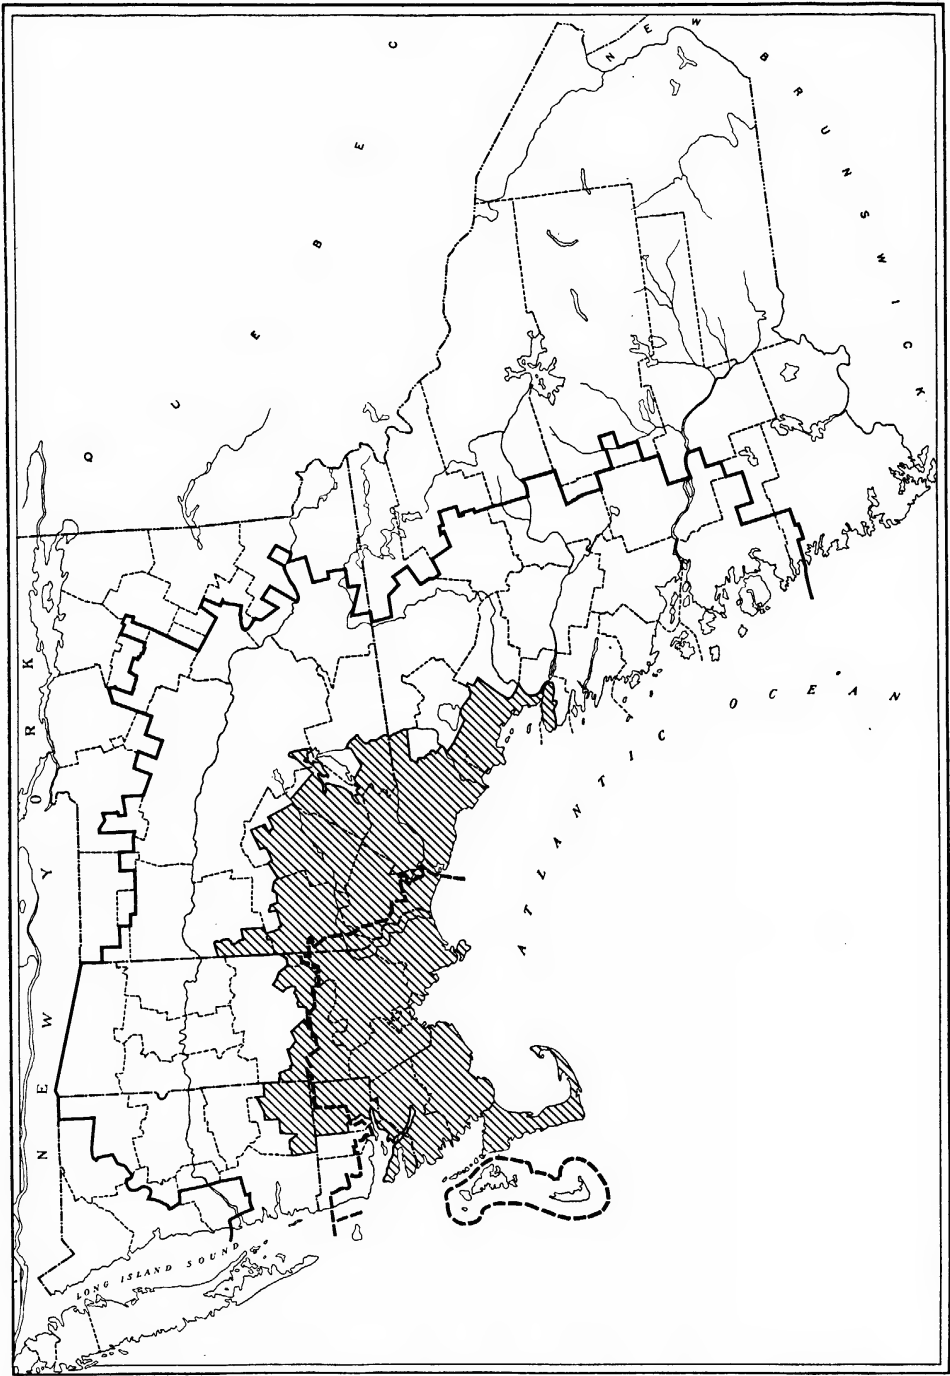 QUEBEC
NEW BRUNSWICK
NEW YORK
ATLANTIC OCEAN
LONG ISLAND SOUND